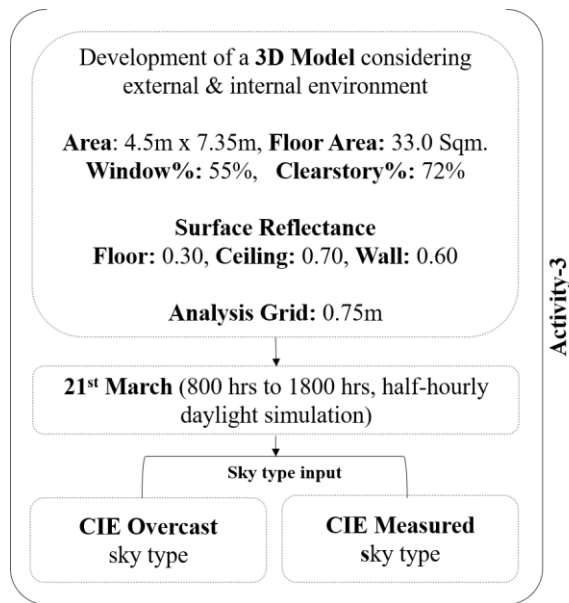 Development of a 3D Model considering
external & internal environment
Area: 4.5m x 7.35m, Floor Area: 33.0 Sqm.
Window%: 55%, Clearstory%: 72%
Surface Reflectance
Floor: 0.30, Ceiling: 0.70, Wall: 0.60
Analysis Grid: 0.75m
21st March (800 hrs to 1800 hrs, half-hourly
daylight simulation)
Sky type input
CIE Overcast
sky type
CIE Measured
sky type
Activity-3